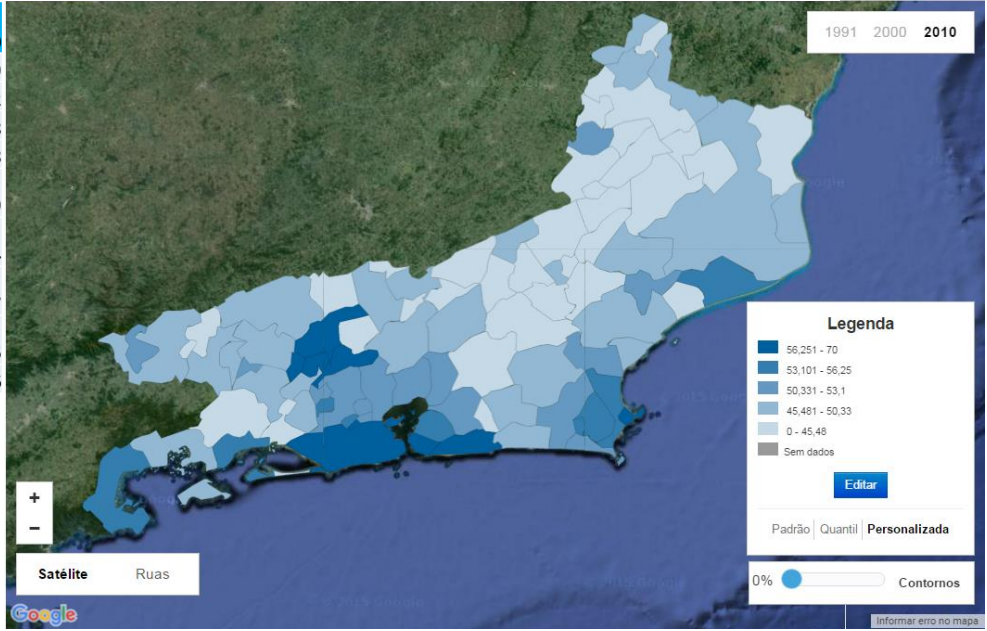 1991 2000 2010
Legenda
56,251 - 70
53,101 - 56,25
50,331 - 53,1
45,481 - 50,33
0 - 45,48
Sem dados
Editar
Padrão Quantil Personalizada
0% Contornos
+
−
Satélite Ruas
Google
Informar erro no mapa